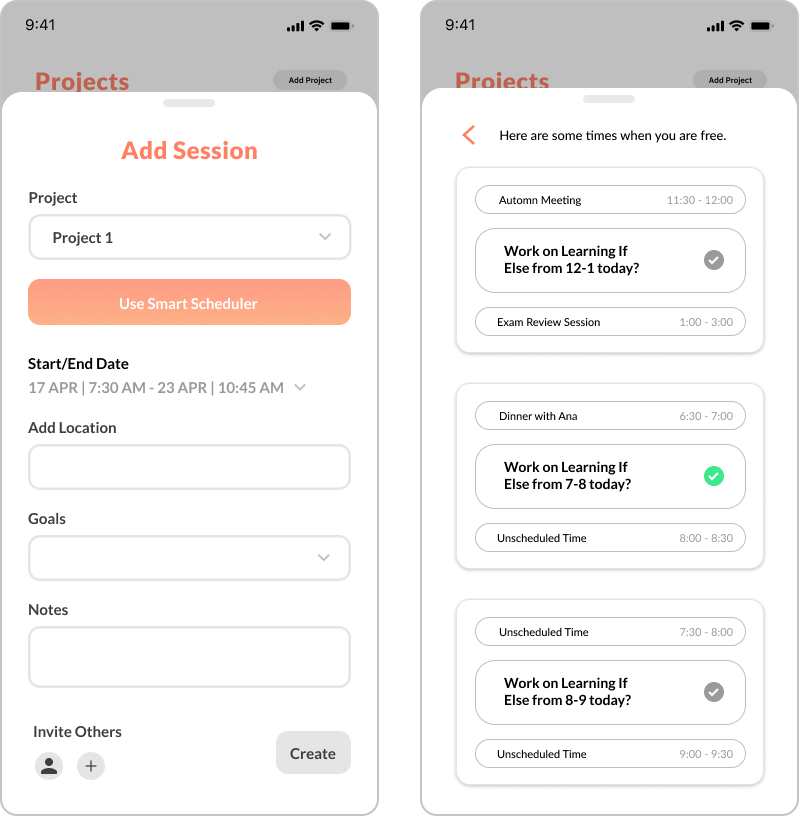 9:41
Projects
Add Project
Add Session
Project
Project 1
Use Smart Scheduler
Start/End Date
17 APR | 7:30 AM - 23 APR | 10:45 AM
Add Location
Goals
Notes
Invite Others
Create
9:41
Projects
Add Project
Here are some times when you are free.
Automn Meeting 11:30 - 12:00
Work on Learning If
Else from 12-1 today?
Exam Review Session 1:00 - 3:00
Dinner with Ana 6:30 - 7:00
Work on Learning If
Else from 7-8 today?
Unscheduled Time 8:00 - 8:30
Unscheduled Time 7:30 - 8:00
Work on Learning If
Else from 8-9 today?
Unscheduled Time 9:00 - 9:30